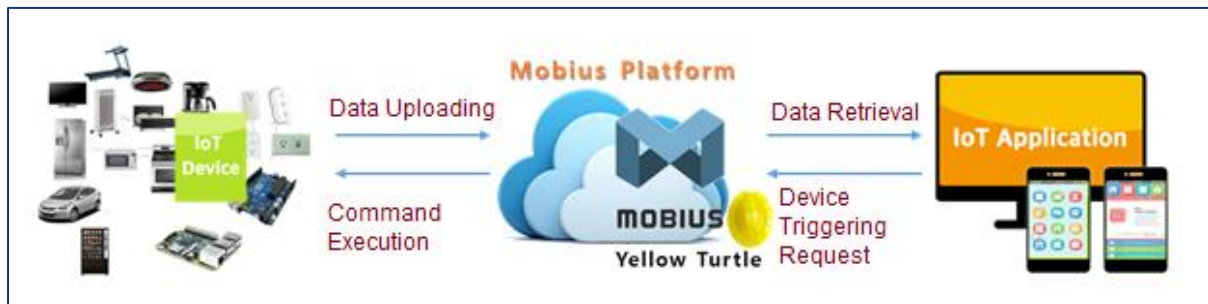 Mobius Platform
Data Uploading
Data Retrieval
IoT
Device
IoT Application
Command
Execution
MOBIUS
Yellow Turtle
Device
Triggering
Request